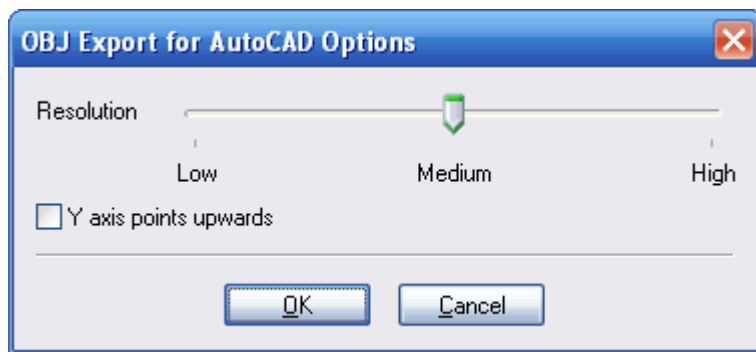 OBJ Export for AutoCAD Options
Resolution
Low Medium High
Y axis points upwards
OK Cancel